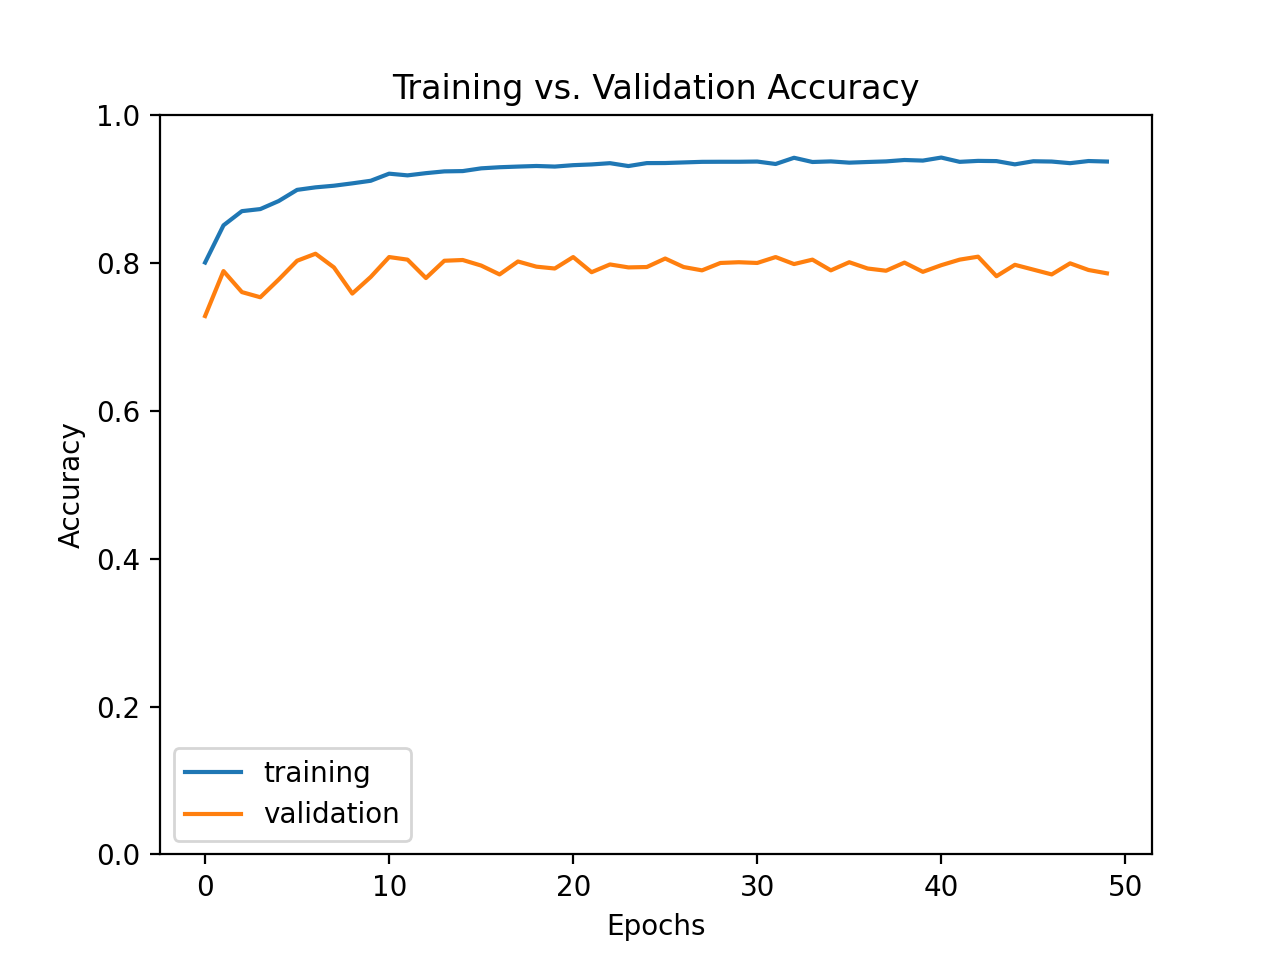 Training vs. Validation Accuracy
1.0
0.8
0.6
0.4
0.2
0.0
Accuracy
training
validation
0 10 20 30 40 50
Epochs